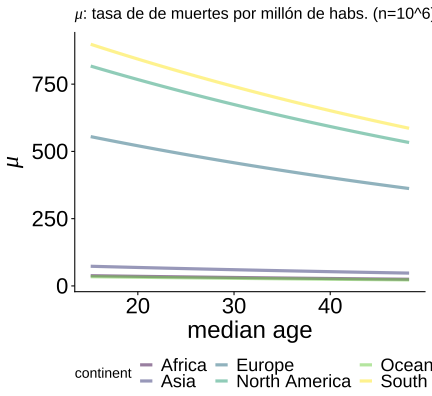 μ: tasa de de muertes por millón de habs. (n=10^6)
750
500
250
0
μ
20 30 40
median age
continent
Africa Europe Ocean
Asia North America South